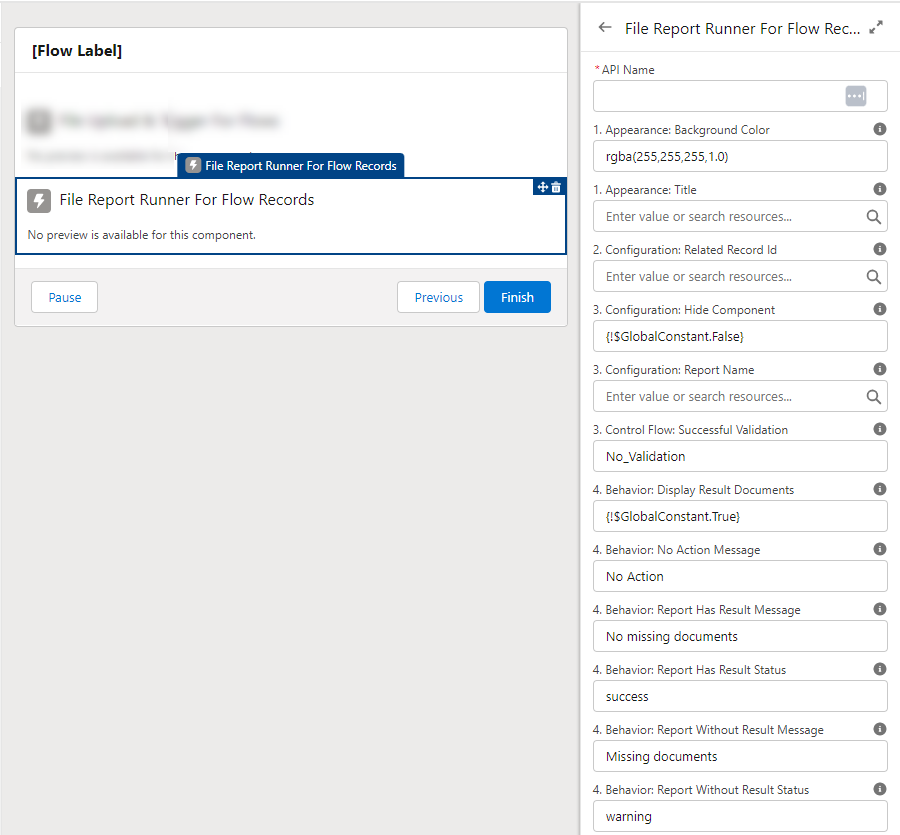 [Flow Label]
File Report Runner For Flow Records
File Report Runner For Flow Records
No preview is available for this component.
Pause
Previous
Finish
File Report Runner For Flow Rec...
*API Name
1. Appearance: Background Color
rgba(255,255,255,1.0)
1. Appearance: Title
Enter value or search resources...
2. Configuration: Related Record Id
Enter value or search resources...
3. Configuration: Hide Component
{!$GlobalConstant.False}
3. Configuration: Report Name
Enter value or search resources...
3. Control Flow: Successful Validation
No_Validation
4. Behavior: Display Result Documents
{!$GlobalConstant.True}
4. Behavior: No Action Message
No Action
4. Behavior: Report Has Result Message
No missing documents
4. Behavior: Report Has Result Status
success
4. Behavior: Report Without Result Message
Missing documents
4. Behavior: Report Without Result Status
warning